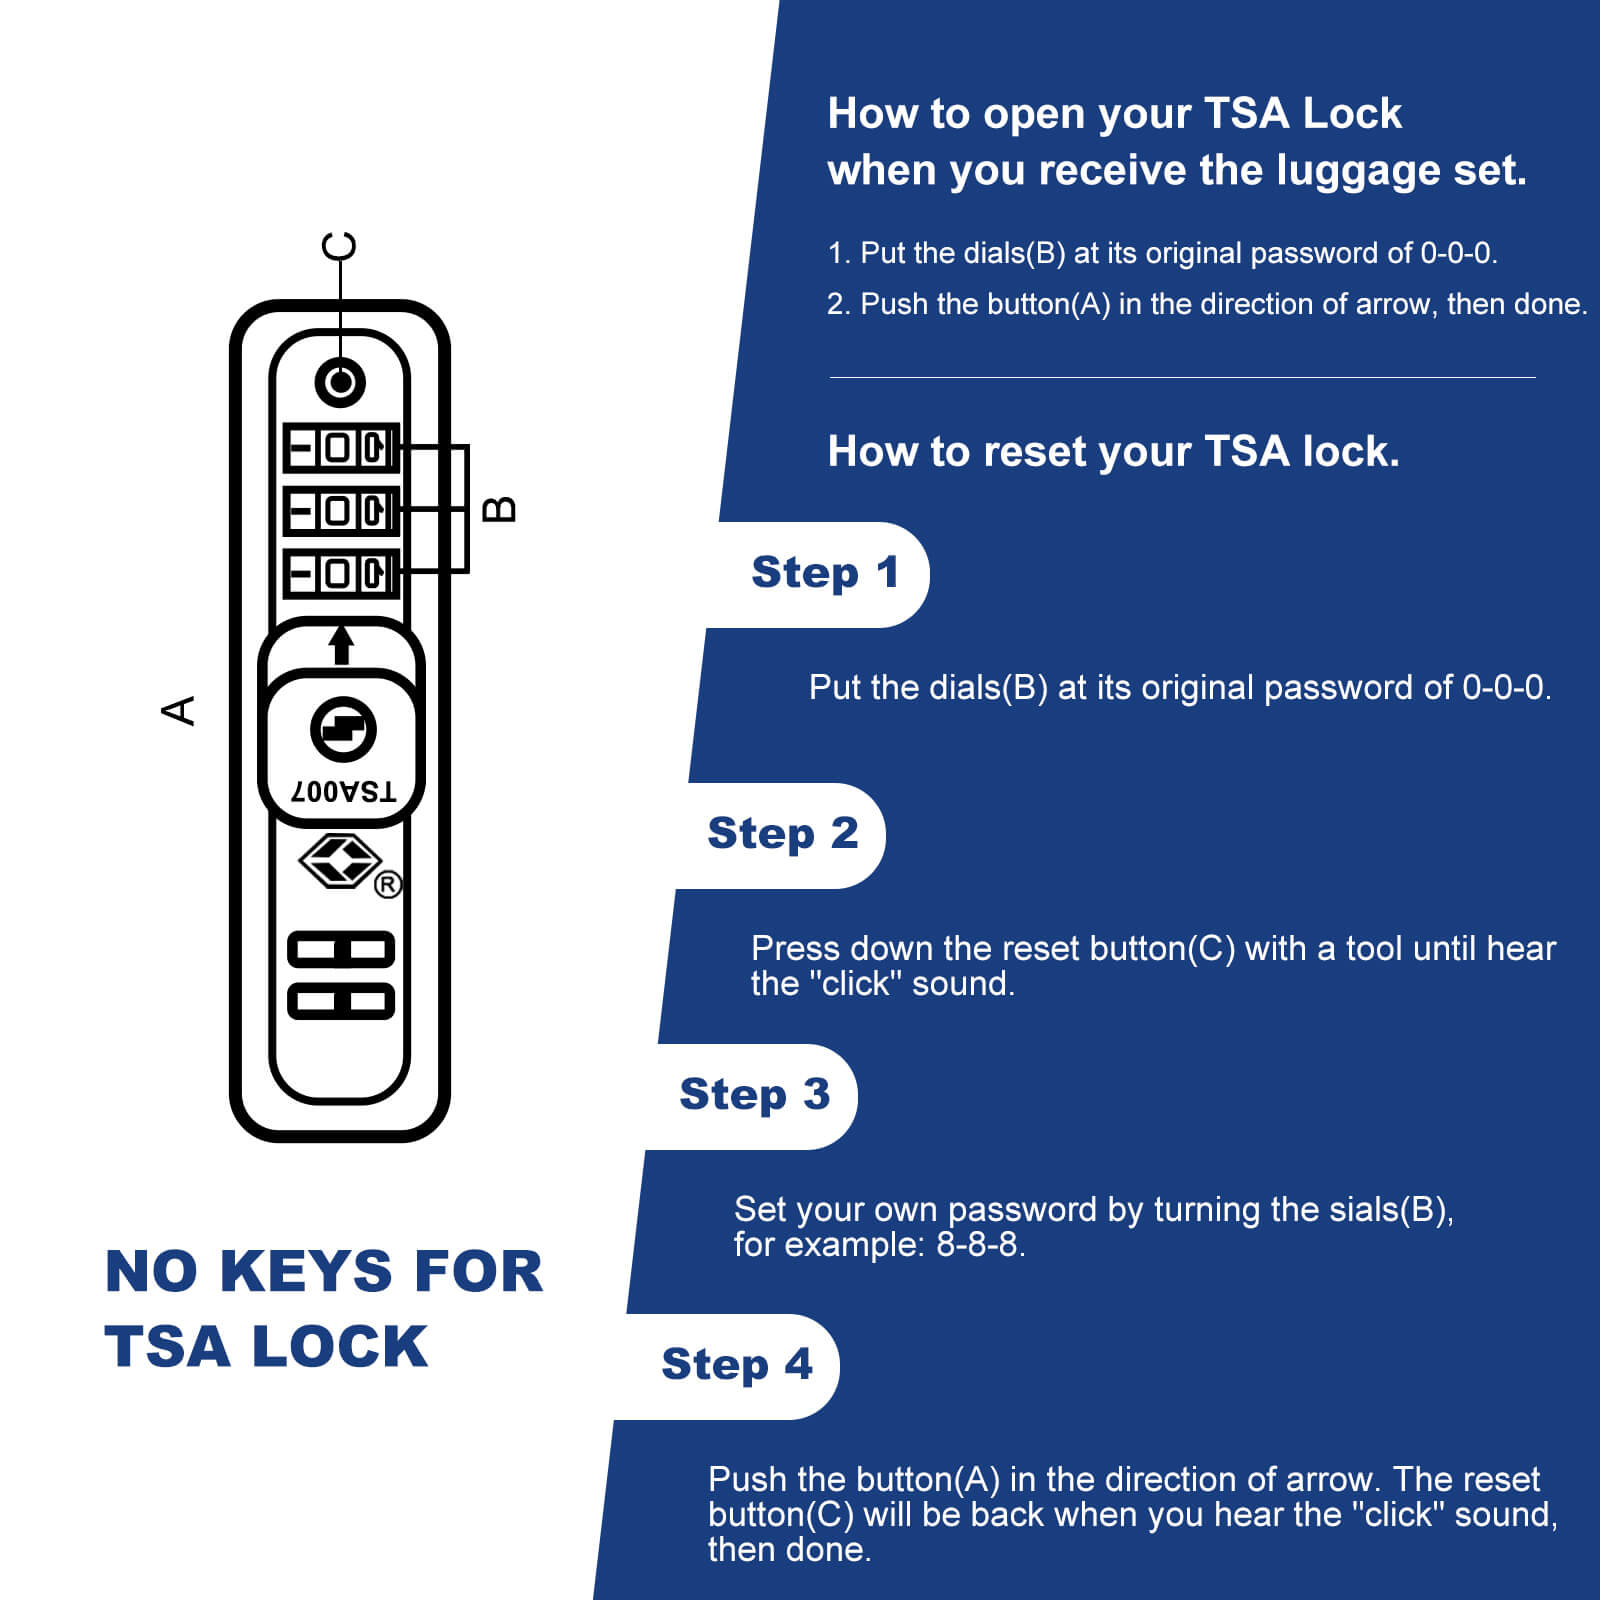 How to open your TSA Lock
when you receive the luggage set.
1. Put the dials(B) at its original password of 0-0-0.
2. Push the button(A) in the direction of arrow, then done.
How to reset your TSA lock.
Step 1
Put the dials(B) at its original password of 0-0-0.
Step 2
Press down the reset button(C) with a tool until hear
the "click" sound.
Step 3
Set your own password by turning the sials(B),
for example: 8-8-8.
Step 4
Push the button(A) in the direction of arrow. The reset
button(C) will be back when you hear the "click" sound,
then done.
C
B
A
0
0
0
TSA007
®
NO KEYS FOR
TSA LOCK